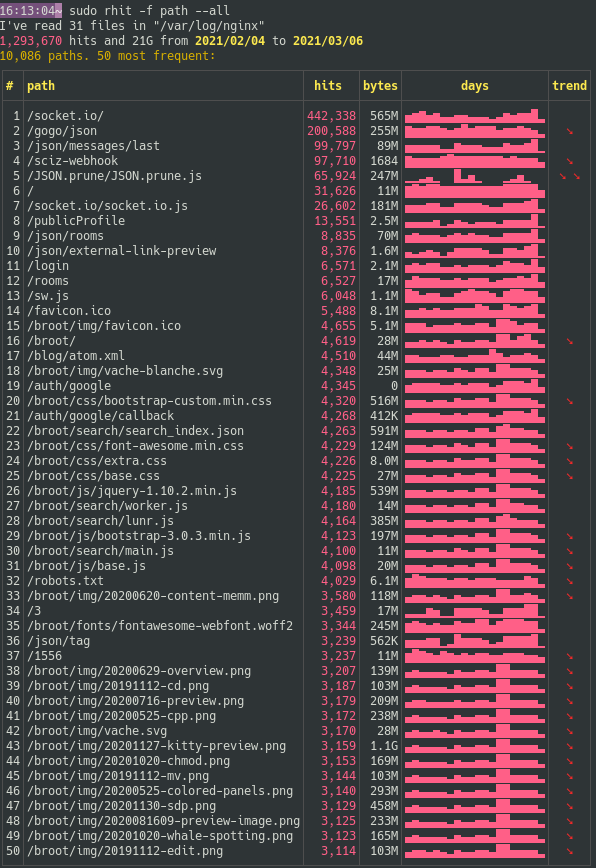 16:13:04~ sudo rhit -f path --all
I've read 31 files in "/var/log/nginx"
1,293,670 hits and 21G from 2021/02/04 to 2021/03/06
10,086 paths. 50 most frequent:
# path hits bytes days trend
1 /socket.io/ 442,338 565M
2 /gogo/json 200,588 255M ↘
3 /json/messages/last 99,797 89M
4 /sciz-webhook 97,710 1684 ↘
5 /JSON.prune/JSON.prune.js 65,924 247M ↘ ↘
6 / 31,626 11M
7 /socket.io/socket.io.js 26,602 181M
8 /publicProfile 13,551 2.5M
9 /json/rooms 8,835 70M
10 /json/external-link-preview 8,376 1.6M
11 /login 6,571 2.1M
12 /rooms 6,527 17M
13 /sw.js 6,048 1.1M
14 /favicon.ico 5,488 8.1M
15 /broot/img/favicon.ico 4,655 5.1M
16 /broot/ 4,619 28M ↘
17 /blog/atom.xml 4,510 44M
18 /broot/img/vache-blanche.svg 4,348 25M
19 /auth/google 4,345 0
20 /broot/css/bootstrap-custom.min.css 4,320 516M ↘
21 /auth/google/callback 4,268 412K
22 /broot/search/search_index.json 4,263 591M
23 /broot/css/font-awesome.min.css 4,229 124M ↘
24 /broot/css/extra.css 4,226 8.0M ↘
25 /broot/css/base.css 4,225 27M ↘
26 /broot/js/jquery-1.10.2.min.js 4,185 539M
27 /broot/search/worker.js 4,180 14M
28 /broot/search/lunr.js 4,164 385M
29 /broot/js/bootstrap-3.0.3.min.js 4,123 197M ↘
30 /broot/search/main.js 4,100 11M ↘
31 /broot/js/base.js 4,098 20M ↘
32 /robots.txt 4,029 6.1M ↘
33 /broot/img/20200620-content-memm.png 3,580 118M ↘
34 /3 3,459 17M
35 /broot/fonts/fontawesome-webfont.woff2 3,344 245M
36 /json/tag 3,239 562K
37 /1556 3,237 11M ↘
38 /broot/img/20200629-overview.png 3,207 139M ↘
39 /broot/img/20191112-cd.png 3,187 103M ↘
40 /broot/img/20200716-preview.png 3,179 209M ↘
41 /broot/img/20200525-cpp.png 3,172 238M ↘
42 /broot/img/vache.svg 3,170 28M ↘
43 /broot/img/20201127-kitty-preview.png 3,159 1.1G ↘
44 /broot/img/20201020-chmod.png 3,153 169M ↘
45 /broot/img/20191112-mv.png 3,144 103M ↘
46 /broot/img/20200525-colored-panels.png 3,140 293M ↘
47 /broot/img/20201130-sdp.png 3,129 458M ↘
48 /broot/img/2020081609-preview-image.png 3,125 233M ↘
49 /broot/img/20201020-whale-spotting.png 3,123 165M ↘
50 /broot/img/20191112-edit.png 3,114 103M ↘